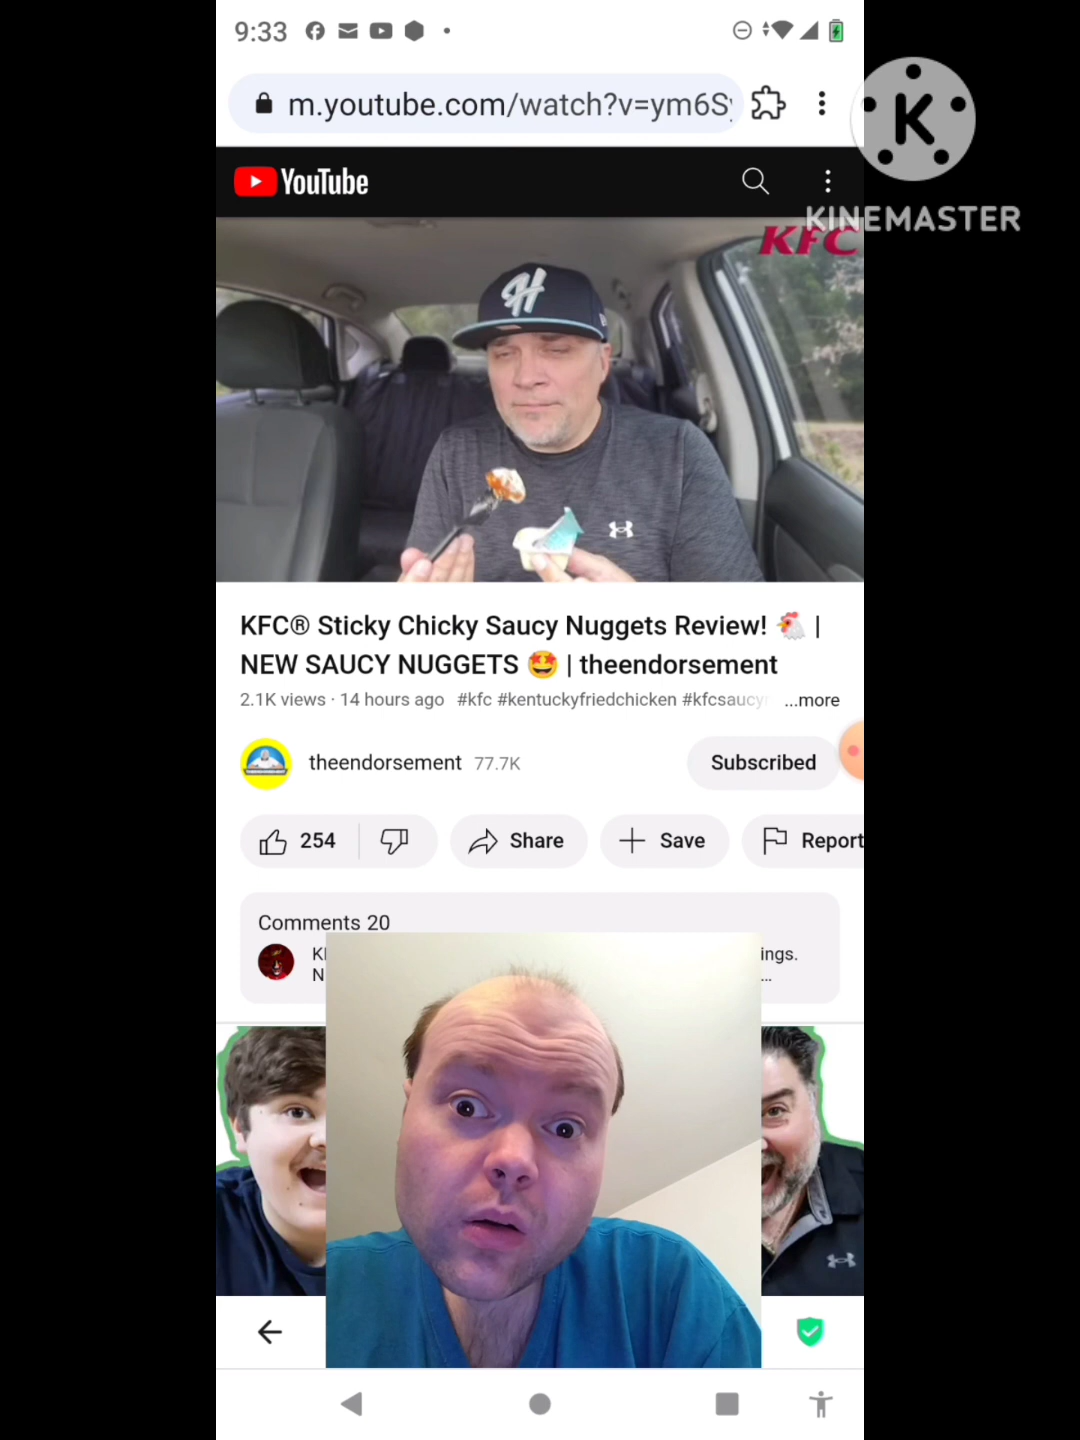 9:33
m.youtube.com/watch?v=ym6S
K
KINEMASTER
YouTube
KFC
H
KFC® Sticky Chicky Saucy Nuggets Review! 🐔 |
NEW SAUCY NUGGETS 🤩 | theendorsement
2.1K views · 14 hours ago #kfc #kentuckyfriedchicken #kfcsaucy ...more
theendorsement 77.7K
Subscribed
254
Share
Save
Report
Comments 20
ings.
N
...